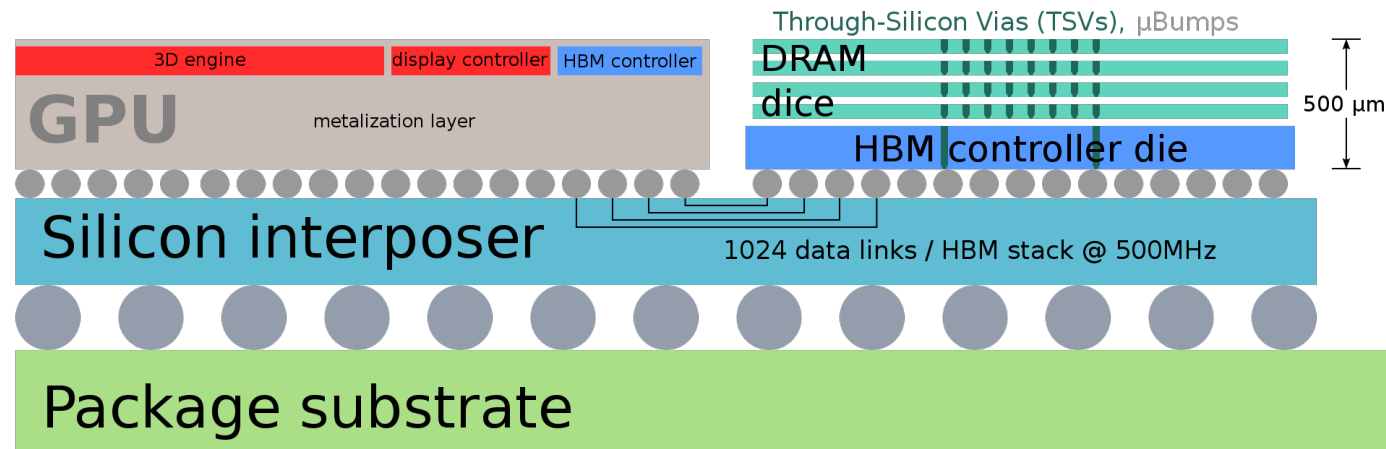 Through-Silicon Vias (TSVs), µBumps
3D engine
display controller
HBM controller
GPU
metalization layer
DRAM
dice
HBM controller die
500 µm
Silicon interposer
1024 data links / HBM stack @ 500MHz
Package substrate